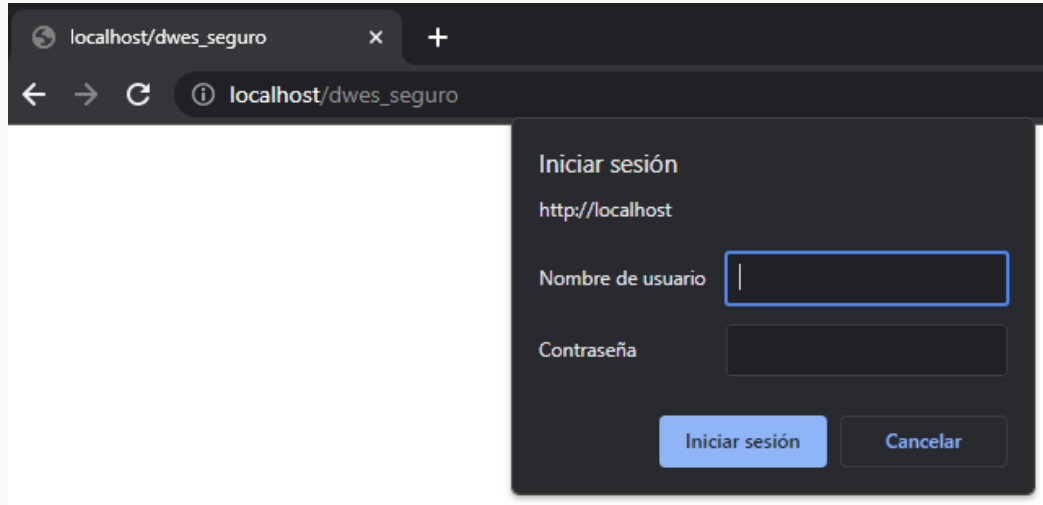 localhost/dwes_seguro
localhost/dwes_seguro
Iniciar sesión
http://localhost
Nombre de usuario
Contraseña
Iniciar sesión Cancelar